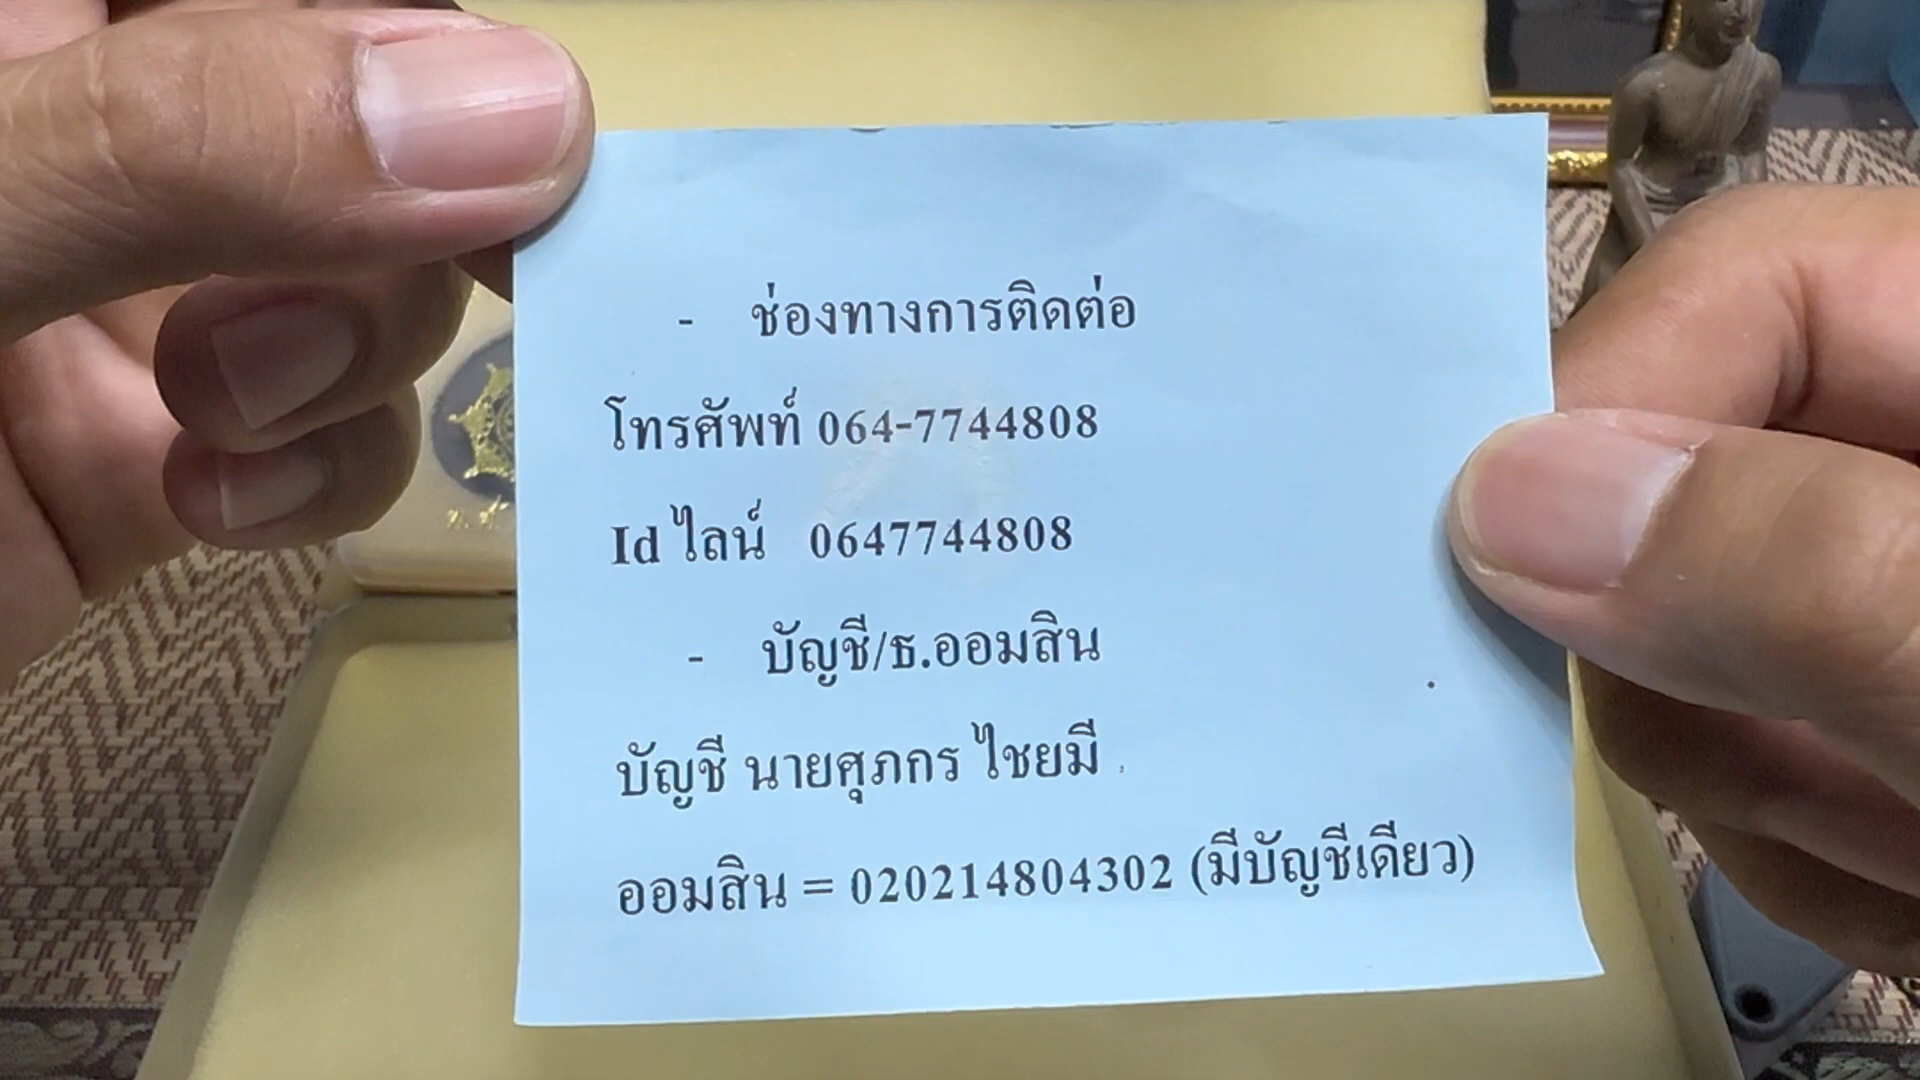 - ช่องทางการติดต่อ
โทรศัพท์ 064-7744808
Id ไลน์ 0647744808
- บัญชี/ธ.ออมสิน
บัญชี นายศุภกร ไชยมี
ออมสิน = 020214804302 (มีบัญชีเดียว)